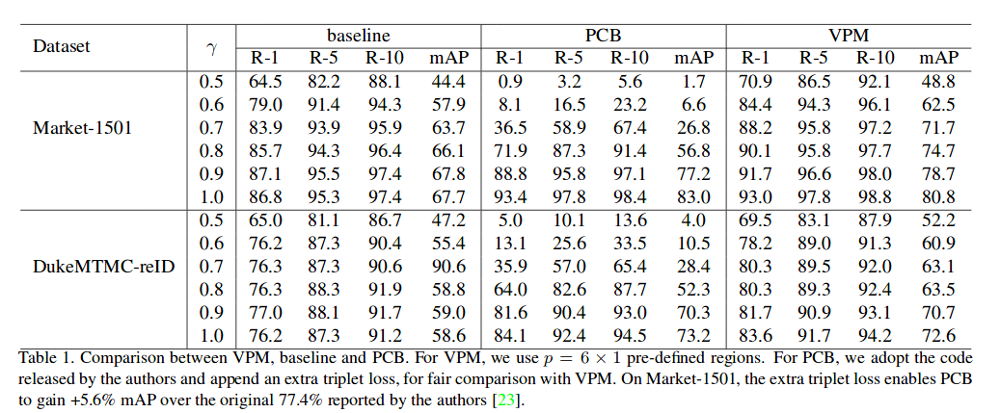 Dataset γ baseline PCB VPM
R-1 R-5 R-10 mAP R-1 R-5 R-10 mAP R-1 R-5 R-10 mAP
Market-1501
0.5 64.5 82.2 88.1 44.4 0.9 3.2 5.6 1.7 70.9 86.5 92.1 48.8
0.6 79.0 91.4 94.3 57.9 8.1 16.5 23.2 6.6 84.4 94.3 96.1 62.5
0.7 83.9 93.9 95.9 63.7 36.5 58.9 67.4 26.8 88.2 95.8 97.2 71.7
0.8 85.7 94.3 96.4 66.1 71.9 87.3 91.4 56.8 90.1 95.8 97.7 74.7
0.9 87.1 95.5 97.4 67.8 88.8 95.8 97.1 77.2 91.7 96.6 98.0 78.7
1.0 86.8 95.3 97.4 67.7 93.4 97.8 98.4 83.0 93.0 97.8 98.8 80.8
DukeMTMC-reID
0.5 65.0 81.1 86.7 47.2 5.0 10.1 13.6 4.0 69.5 83.1 87.9 52.2
0.6 76.2 87.3 90.4 55.4 13.1 25.6 33.5 10.5 78.2 89.0 91.3 60.9
0.7 76.3 87.3 90.6 90.6 35.9 57.0 65.4 28.4 80.3 89.5 92.0 63.1
0.8 76.3 88.3 91.9 58.8 64.0 82.6 87.7 52.3 80.3 89.3 92.4 63.5
0.9 77.0 88.1 91.7 59.0 81.6 90.4 93.0 70.3 81.7 90.9 93.1 70.7
1.0 76.2 87.3 91.2 58.6 84.1 92.4 94.5 73.2 83.6 91.7 94.2 72.6
Table 1. Comparison between VPM, baseline and PCB. For VPM, we use p = 6 × 1 pre-defined regions. For PCB, we adopt the code
released by the authors and append an extra triplet loss, for fair comparison with VPM. On Market-1501, the extra triplet loss enables PCB
to gain +5.6% mAP over the original 77.4% reported by the authors [23].